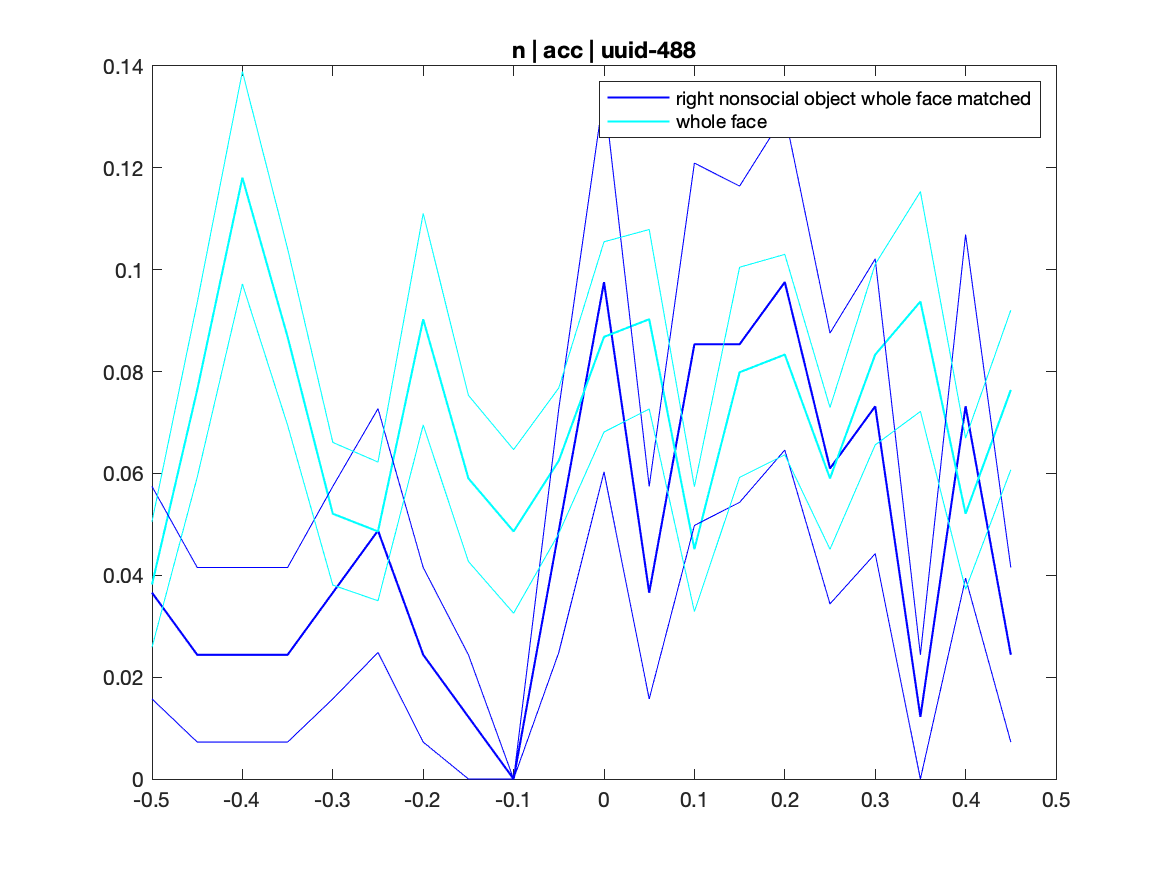 n | acc | uuid-488
right nonsocial object whole face matched
whole face
0.14
0.12
0.1
0.08
0.06
0.04
0.02
0
-0.5 -0.4 -0.3 -0.2 -0.1 0 0.1 0.2 0.3 0.4 0.5